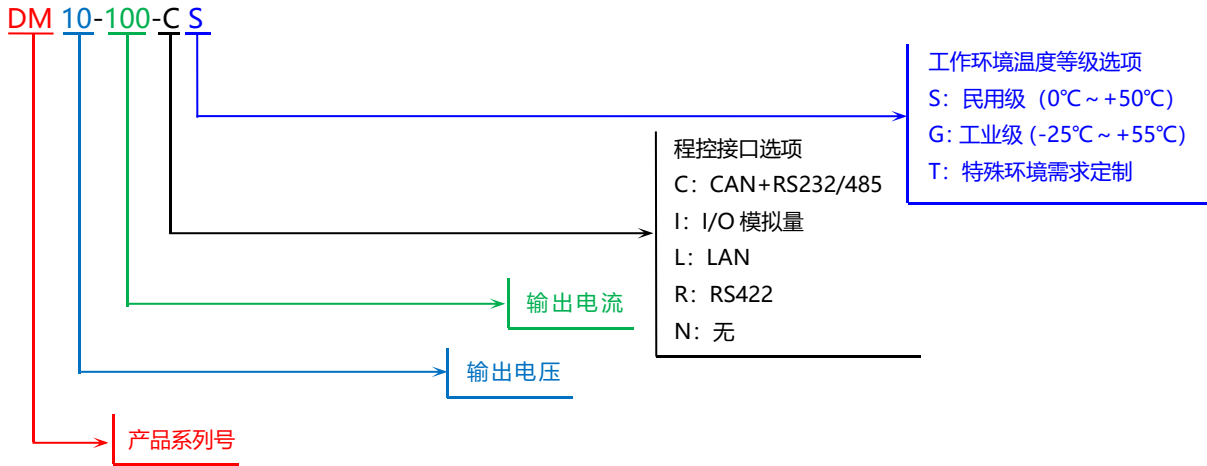 DM 10-100-C S
工作环境温度等级选项
S：民用级（0℃~+50℃）
G：工业级 (-25℃~+55℃)
T：特殊环境需求定制
程控接口选项
C：CAN+RS232/485
I：I/O 模拟量
L：LAN
R：RS422
N：无
输出电流
输出电压
产品系列号